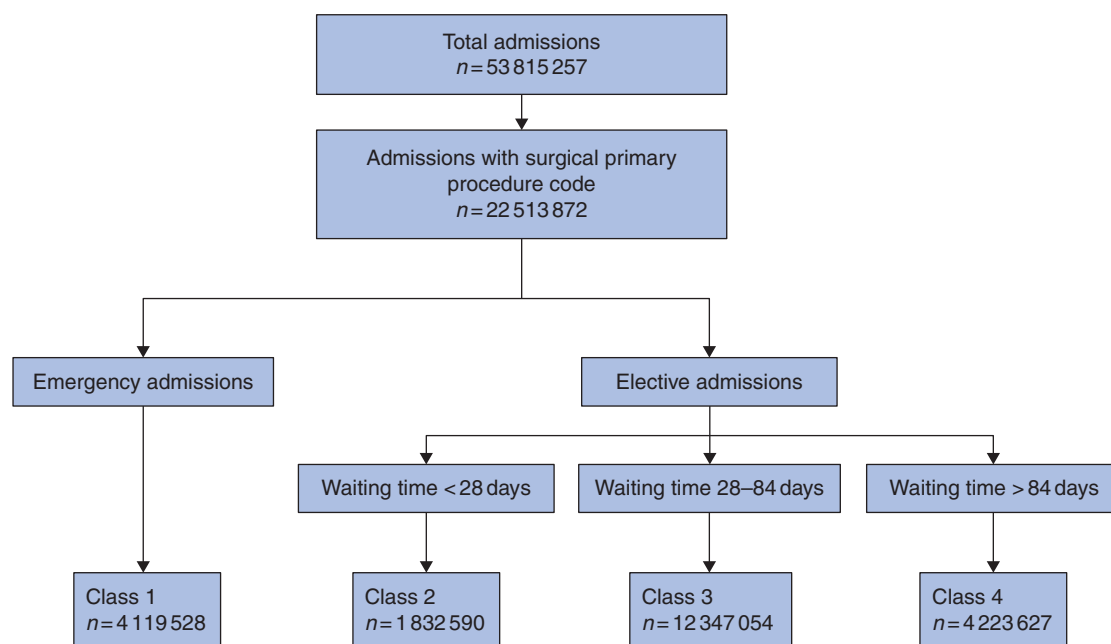 Total admissions
n=53 815 257
Admissions with surgical primary
procedure code
n=22 513 872
Emergency admissions
Elective admissions
Waiting time <28 days
Waiting time 28–84 days
Waiting time >84 days
Class 1
n=4 119 528
Class 2
n=1 832 590
Class 3
n=12 347 054
Class 4
n=4 223 627